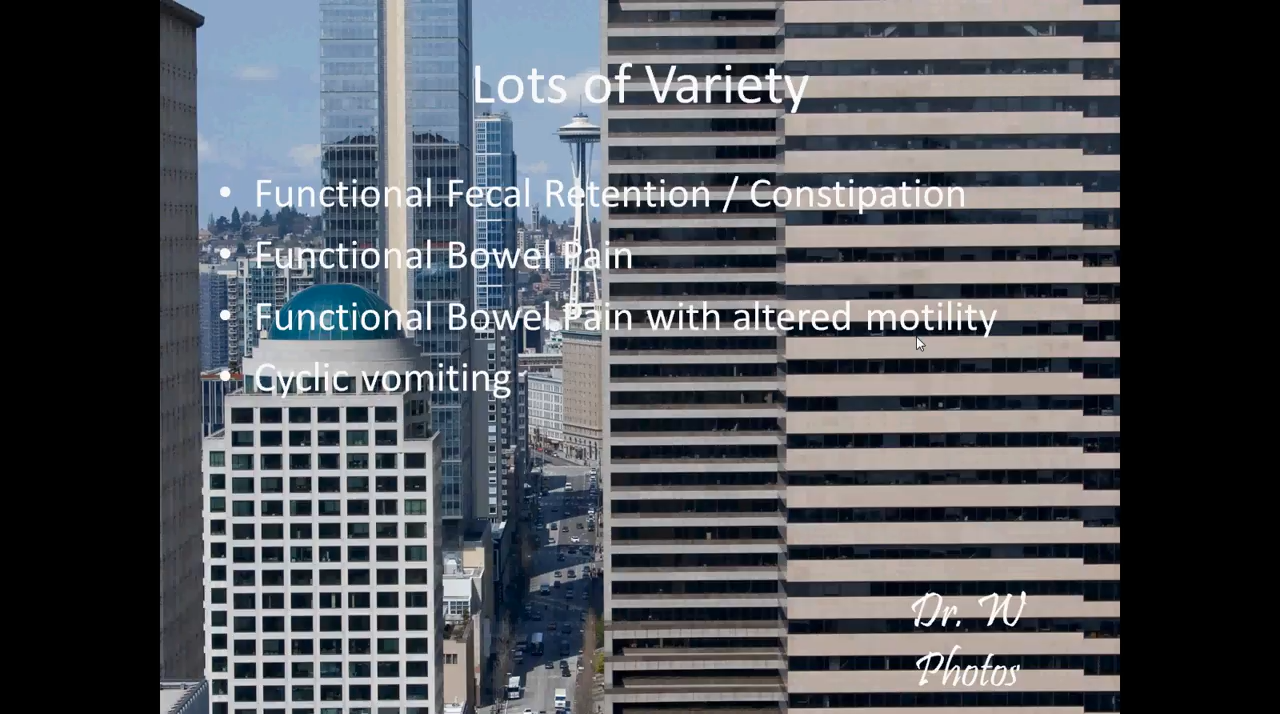 Lots of Variety
• Functional Fecal Retention / Constipation
• Functional Bowel Pain
• Functional Bowel Pain with altered motility
• Cyclic vomiting
Dr. W
Photos